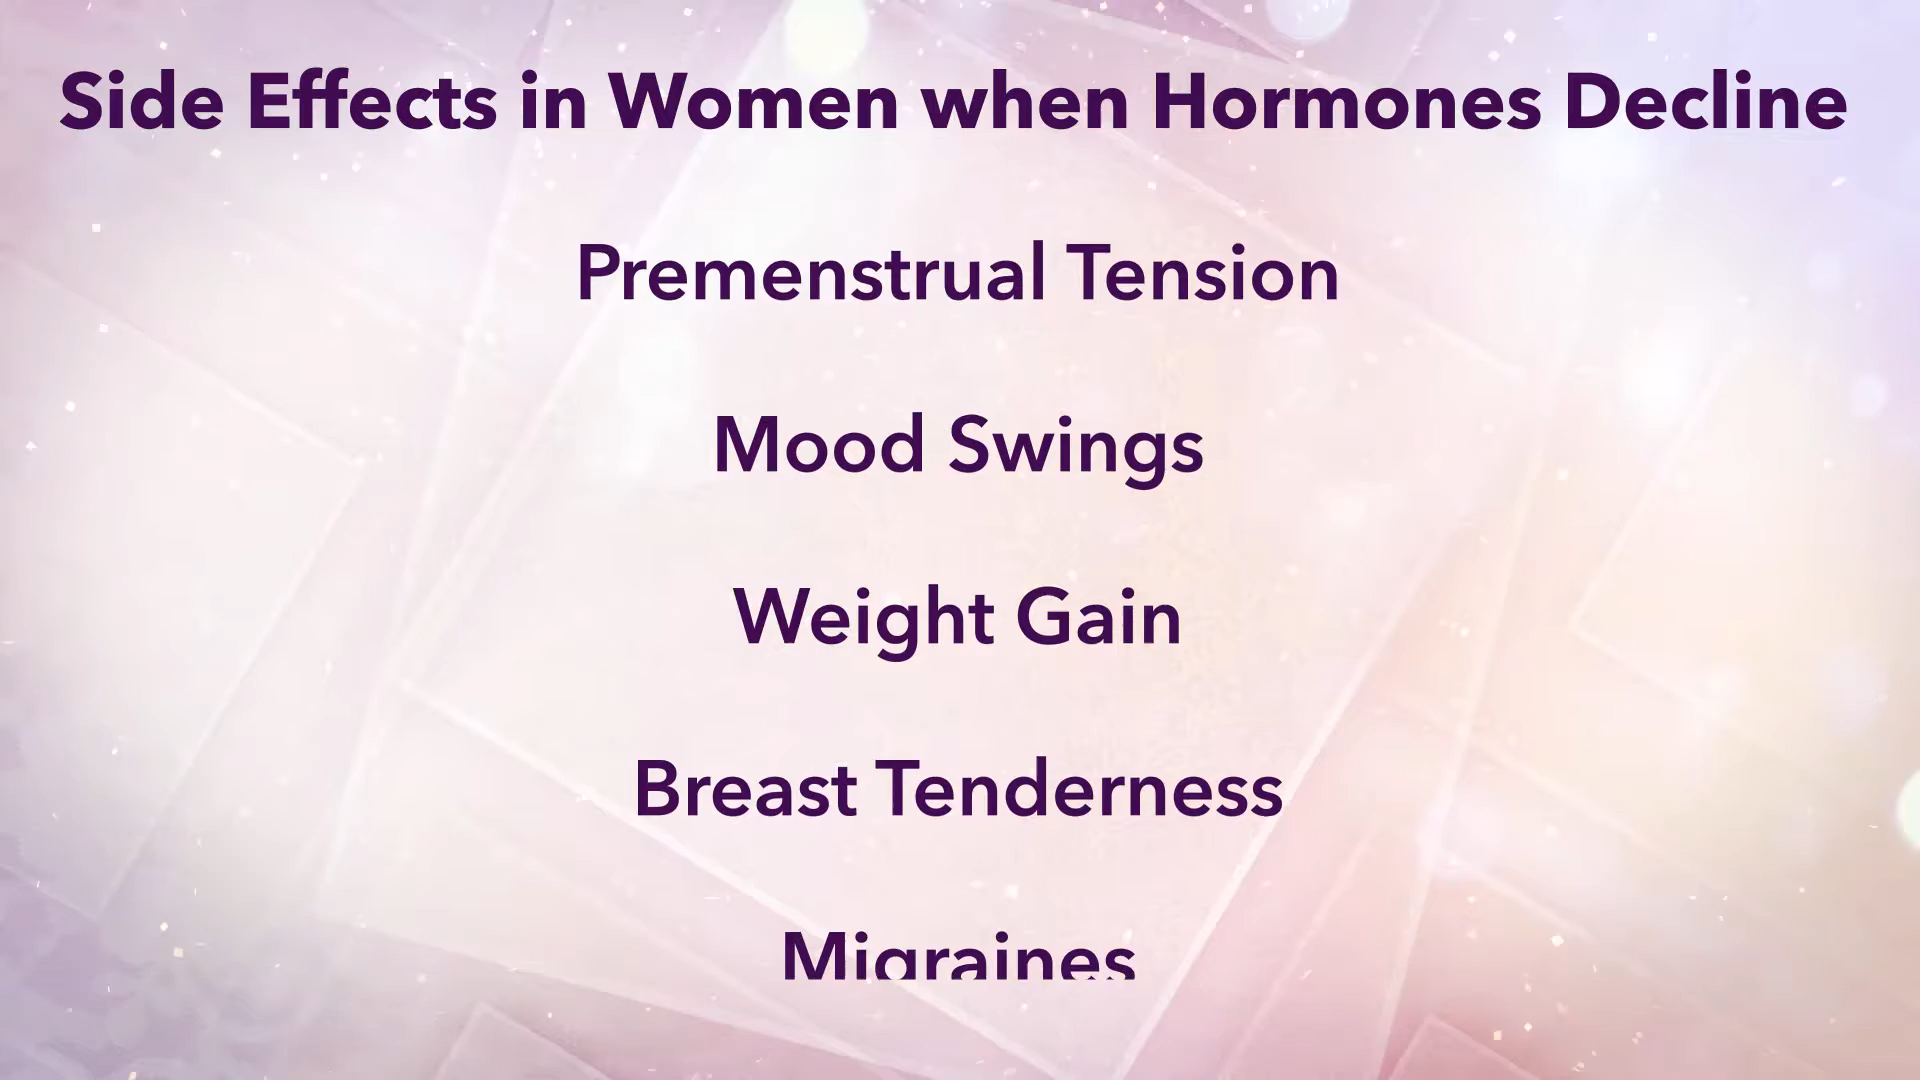 Side Effects in Women when Hormones Decline
Premenstrual Tension
Mood Swings
Weight Gain
Breast Tenderness
Migraines